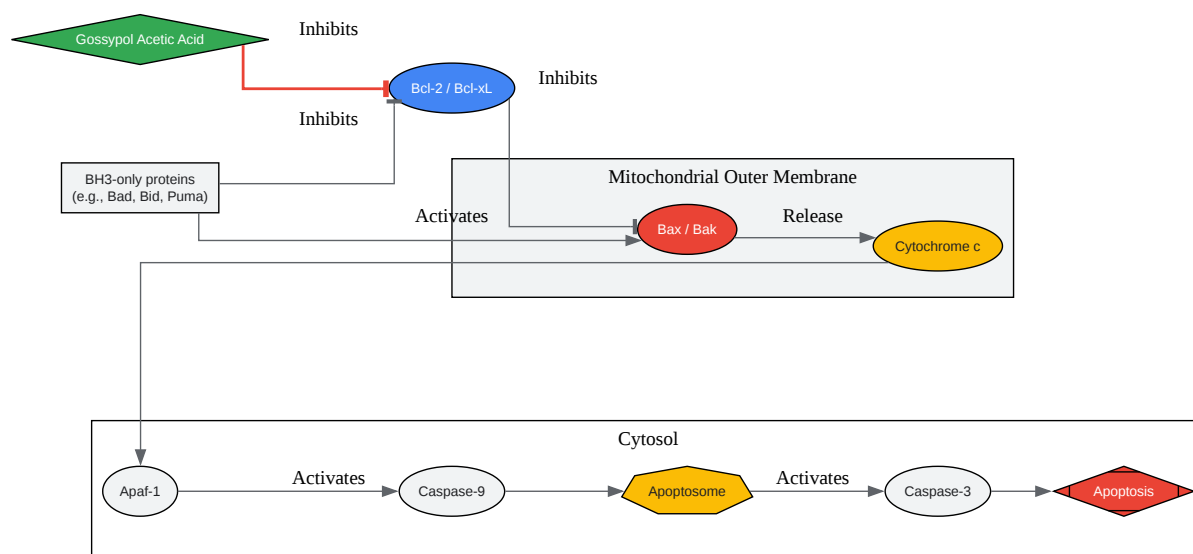 Gossypol Acetic Acid
Inhibits
Bcl-2 / Bcl-xL
Inhibits
Inhibits
BH3-only proteins
(e.g., Bad, Bid, Puma)
Mitochondrial Outer Membrane
Activates
Bax / Bak
Release
Cytochrome c
Cytosol
Apaf-1
Activates
Caspase-9
Apoptosome
Activates
Caspase-3
Apoptosis